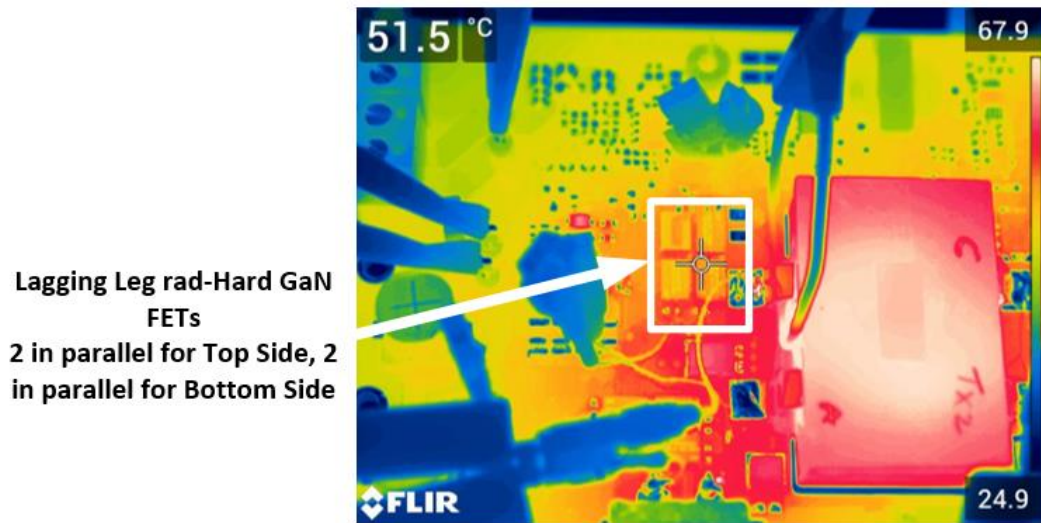 51.5 °C
67.9
Lagging Leg rad-Hard GaN
FETs
2 in parallel for Top Side, 2
in parallel for Bottom Side
C
TX2
A
FLIR
24.9